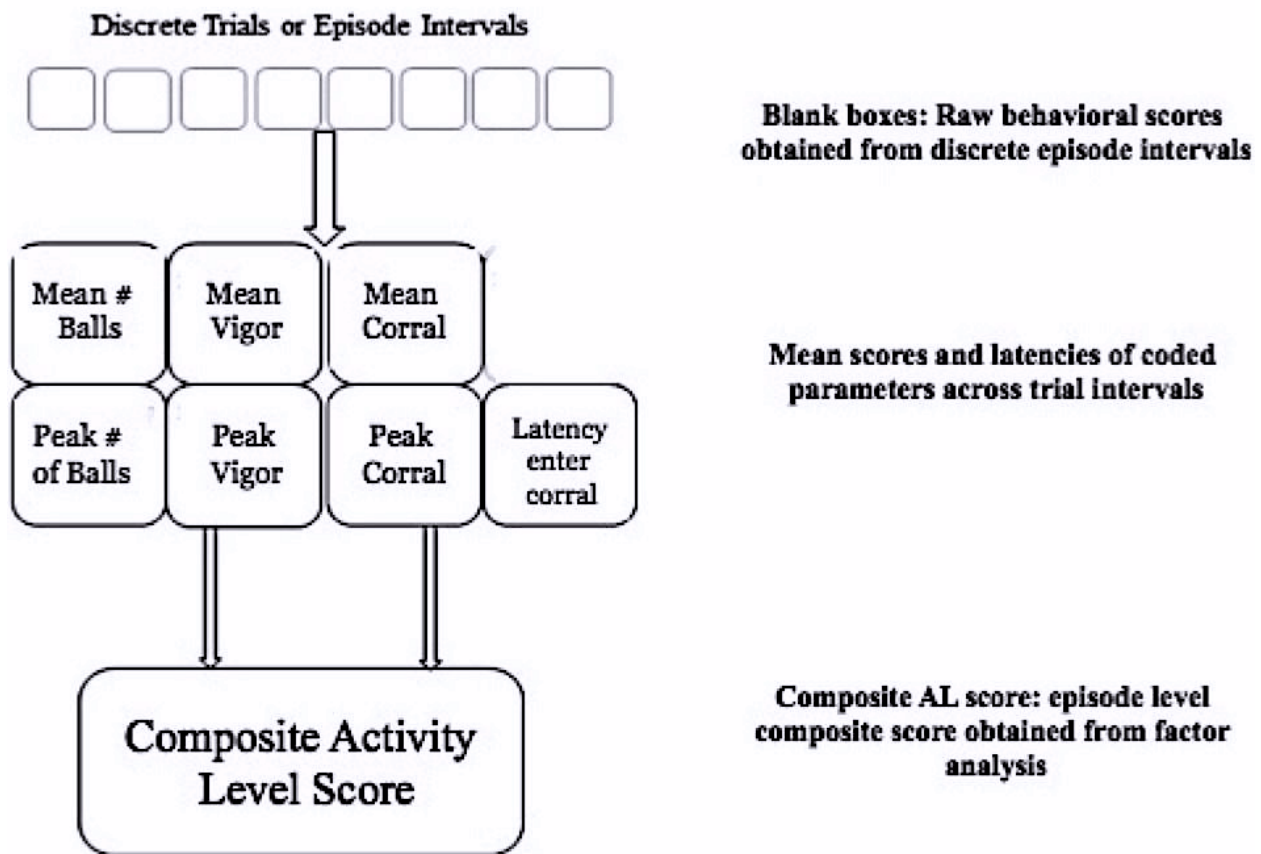 Discrete Trials or Episode Intervals
Blank boxes: Raw behavioral scores
obtained from discrete episode intervals
Mean #
Balls
Mean
Vigor
Mean
Corral
Mean scores and latencies of coded
parameters across trial intervals
Peak #
of Balls
Peak
Vigor
Peak
Corral
Latency
enter
corral
Composite Activity
Level Score
Composite AL score: episode level
composite score obtained from factor
analysis